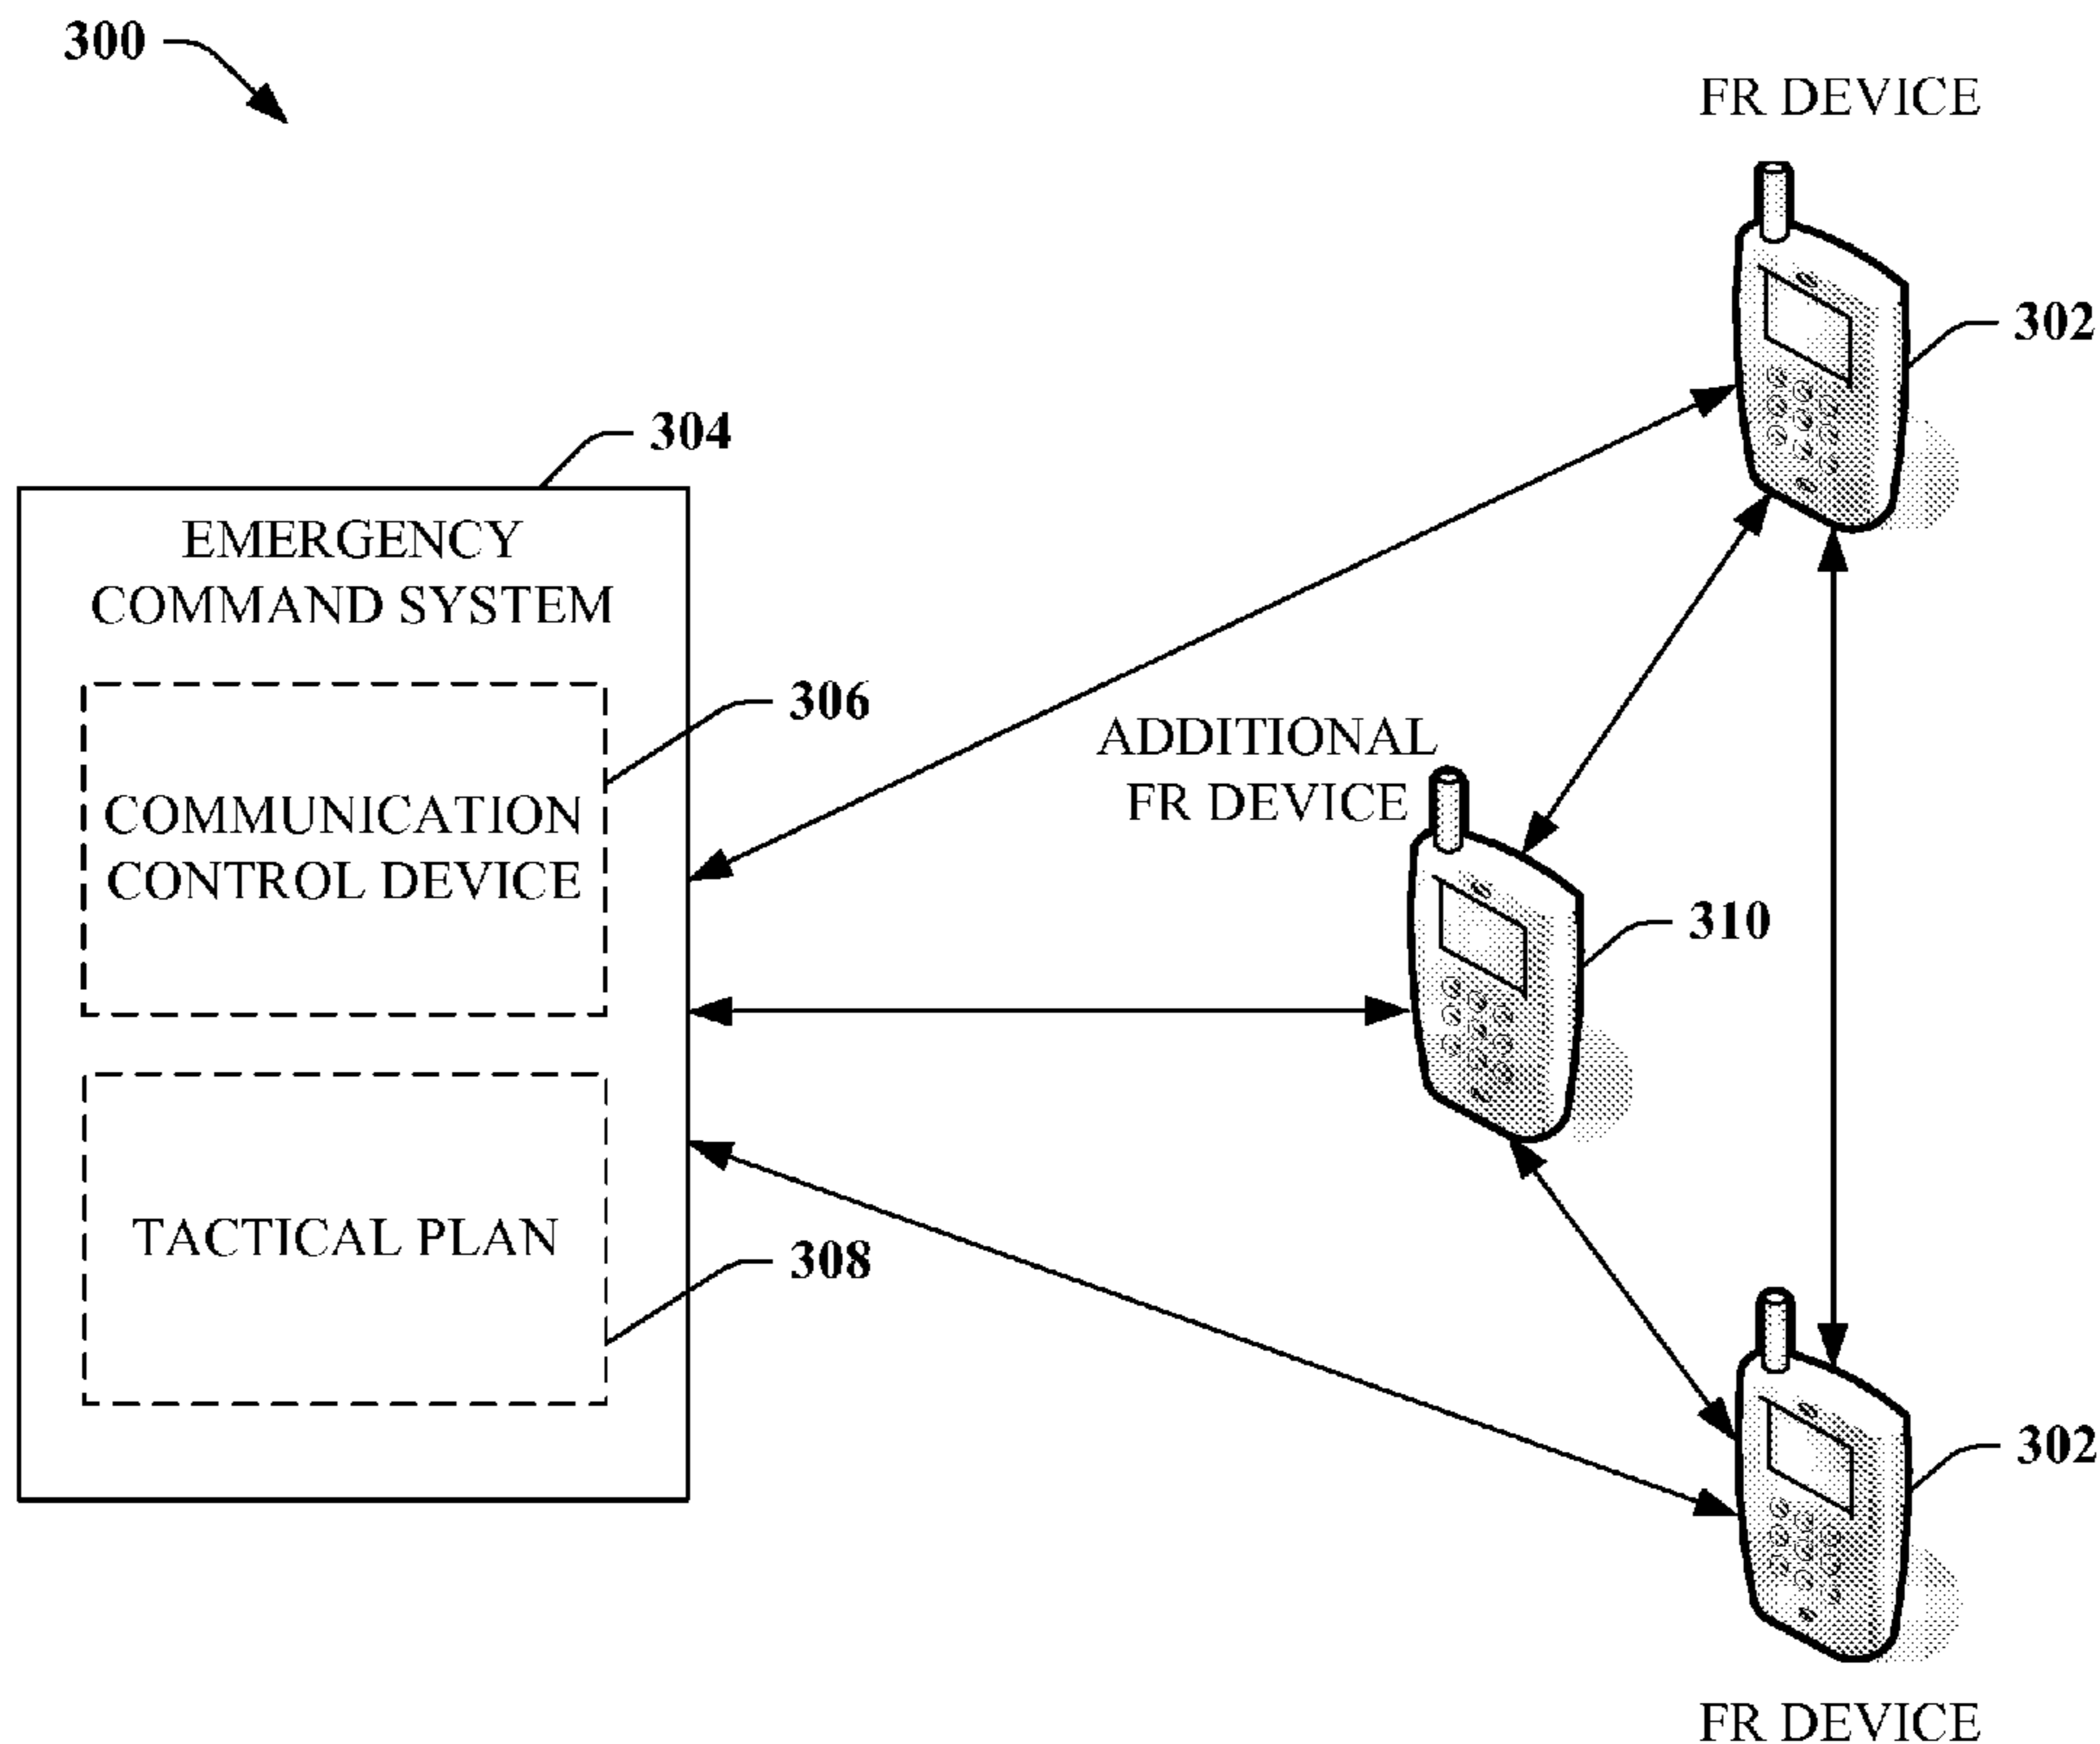 300
FR DEVICE
302
304
EMERGENCY
COMMAND SYSTEM
306
COMMUNICATION
CONTROL DEVICE
ADDITIONAL
FR DEVICE
310
TACTICAL PLAN
308
302
FR DEVICE